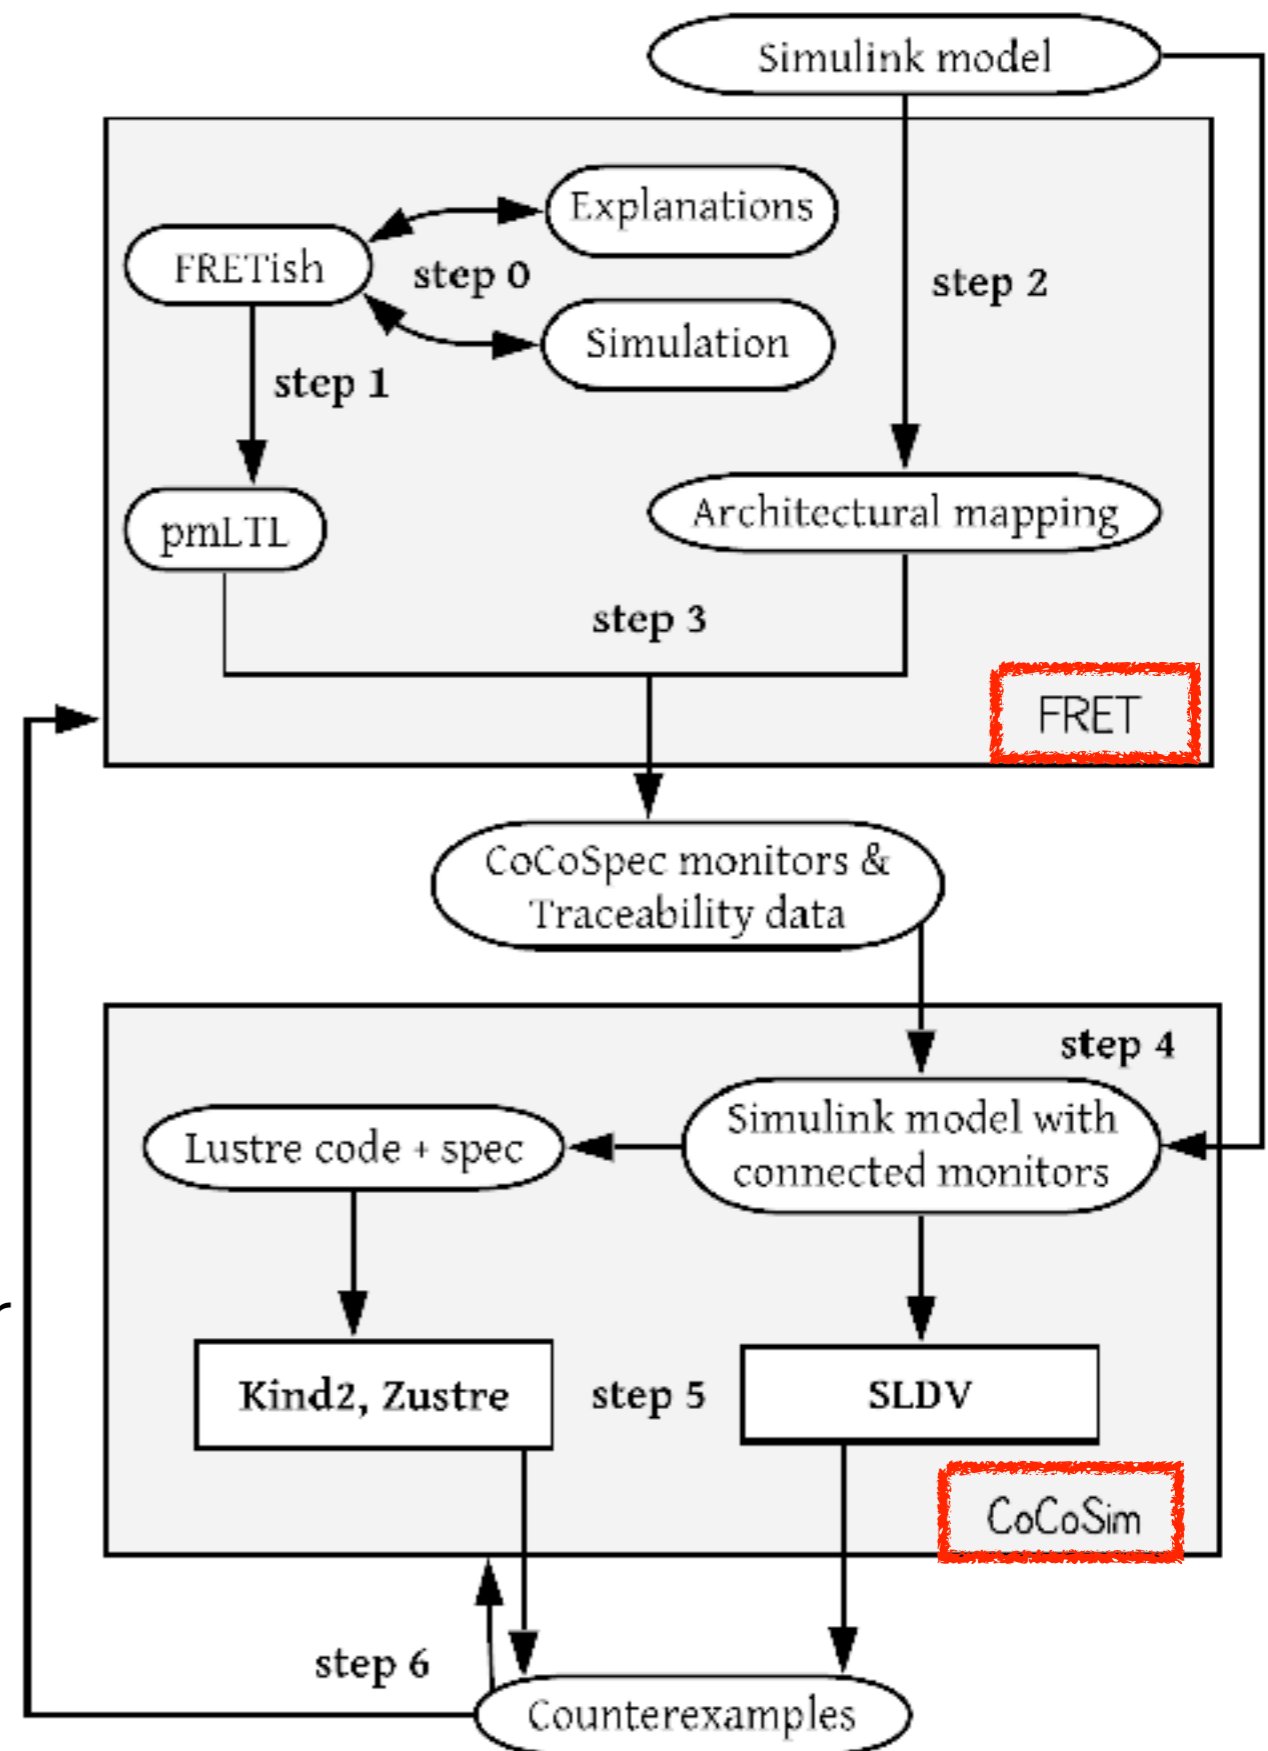 Simulink model
Explanations
FRETish
step 0
step 2
Simulation
step 1
Architectural mapping
pmLTL
step 3
FRET
CoCoSpec monitors &
Traceability data
step 4
Simulink model with
connected monitors
Lustre code + spec
r
Kind2, Zustre
step 5
SLDV
CoCoSim
step 6
Counterexamples